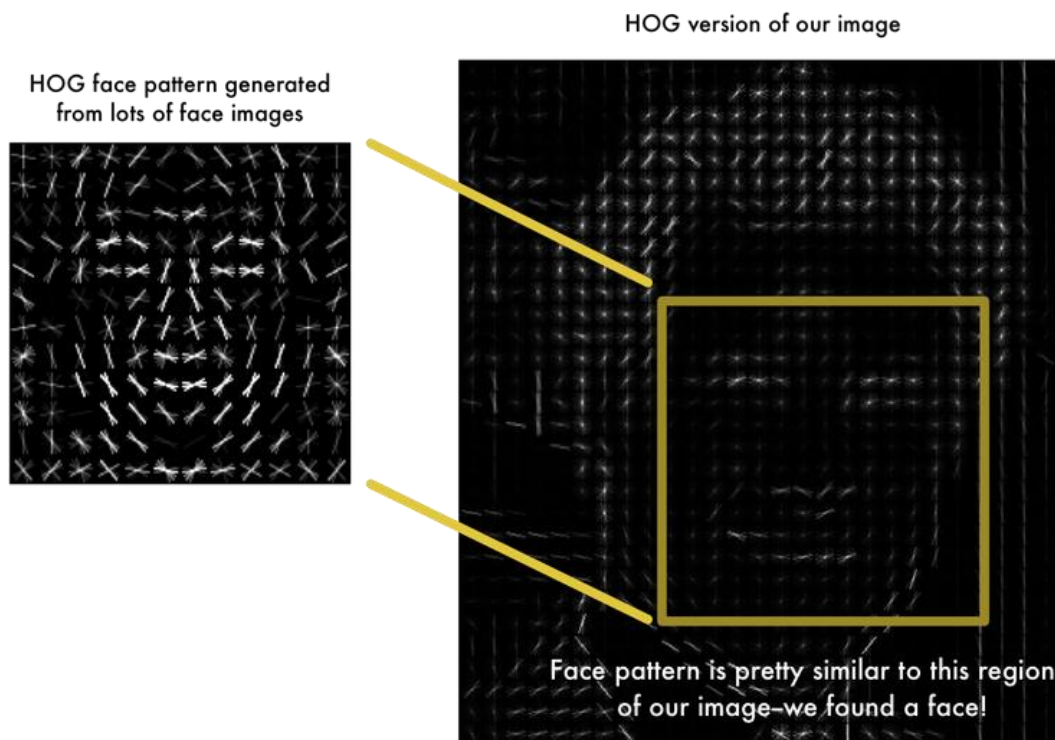 HOG version of our image
HOG face pattern generated
from lots of face images
Face pattern is pretty similar to this region
of our image–we found a face!